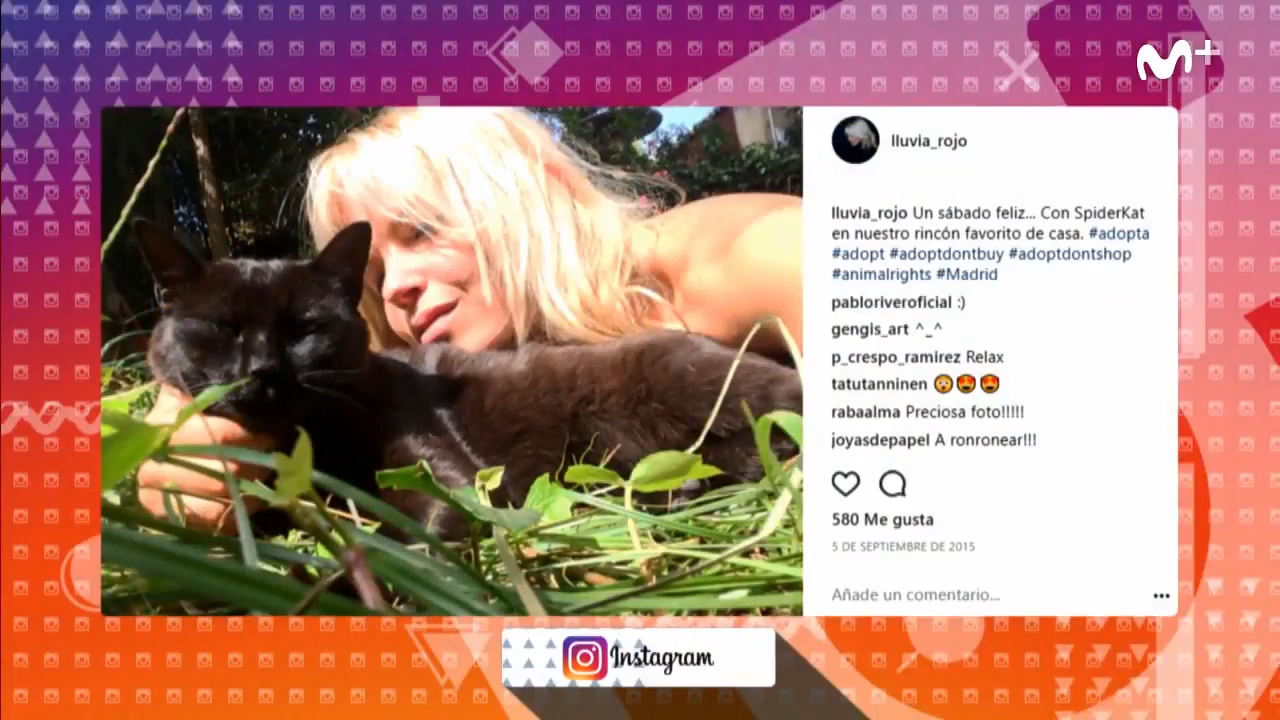 M+
lluvia_rojo
lluvia_rojo Un sábado feliz... Con SpiderKat
en nuestro rincón favorito de casa. #adopta
#adopt #adoptdontbuy #adoptdontshop
#animalrights #Madrid
pabloriveroficial :)
gengis_art ^_^
p_crespo_ramirez Relax
tatutanninen 😳😍😍
rabaalma Preciosa foto!!!!!
joyasdepapel A ronronear!!!
580 Me gusta
5 DE SEPTIEMBRE DE 2015
Añade un comentario...
Instagram